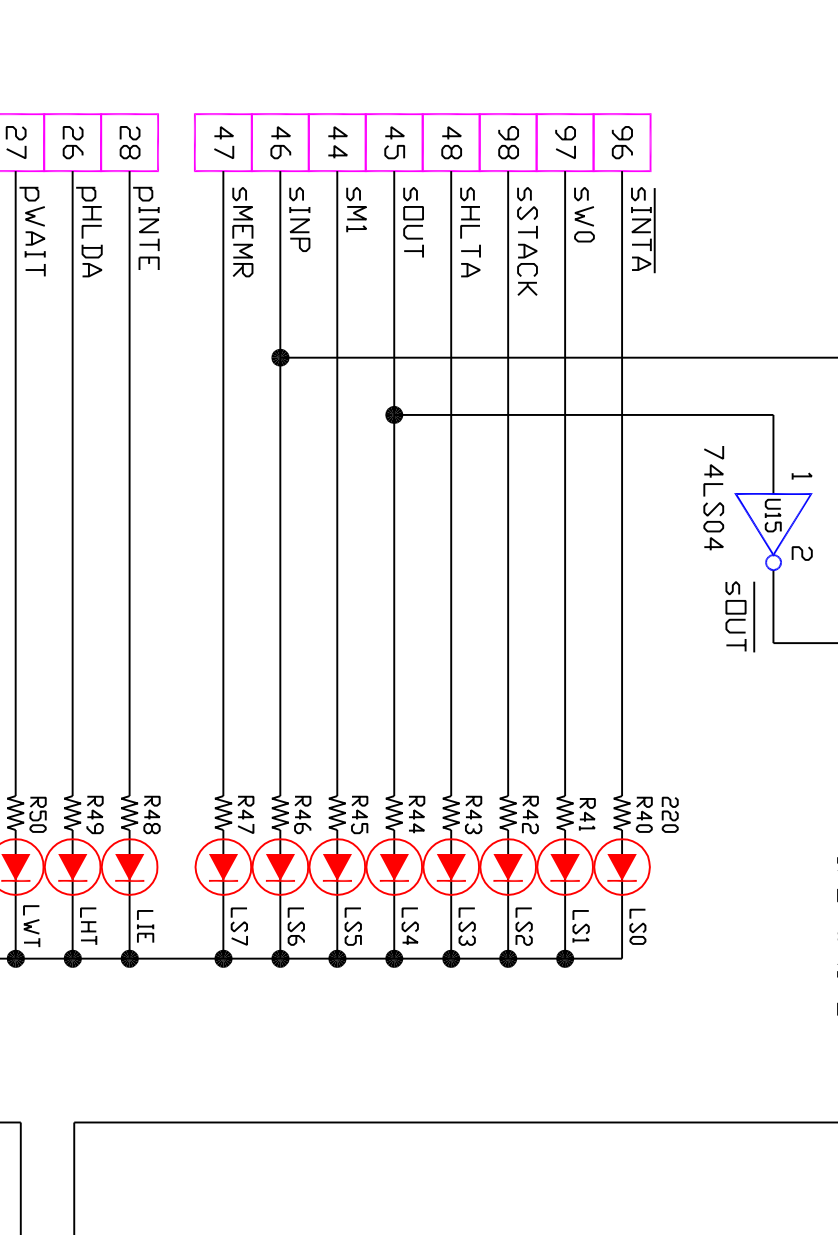 27
26
28
47
46
44
45
48
98
97
96
pWAIT
pHLDA
pINTE
sMEMR
sINP
sM1
sOUT
sHLTA
sSTACK
sWO
sINTA
74LS04
1
U15
2
sOUT
R50
R49
R48
R47
R46
R45
R44
R43
R42
R41
R40
220
LWT
LHT
LIE
LS7
LS6
LS5
LS4
LS3
LS2
LS1
LS0